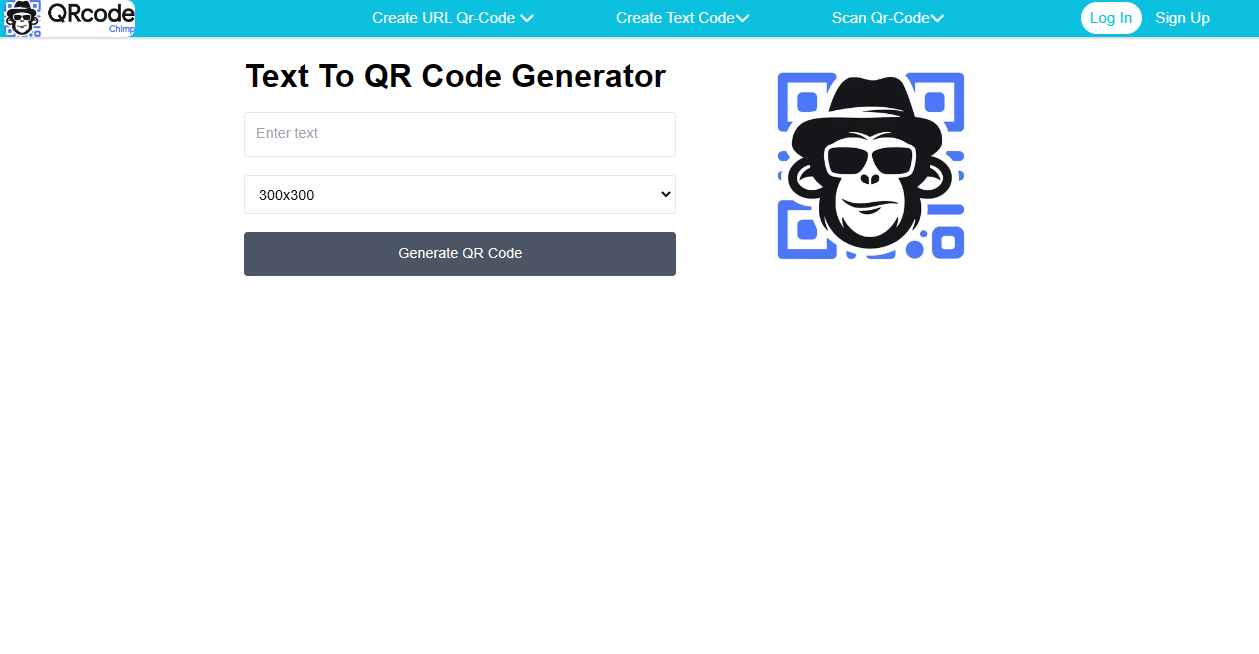 QRcode
Chimp
Create URL Qr-Code
Create Text Code
Scan Qr-Code
Log In
Sign Up
Text To QR Code Generator
Enter text
300x300
Generate QR Code